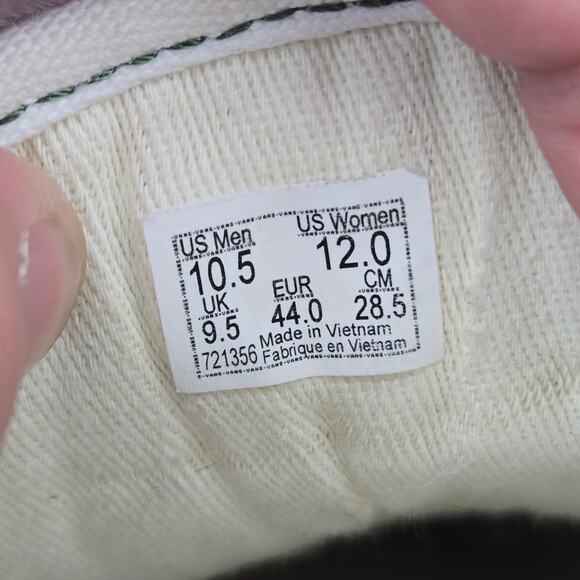 US Men US Women
10.5 12.0
UK EUR CM
9.5 44.0 28.5
Made in Vietnam
721356 Fabrique en Vietnam